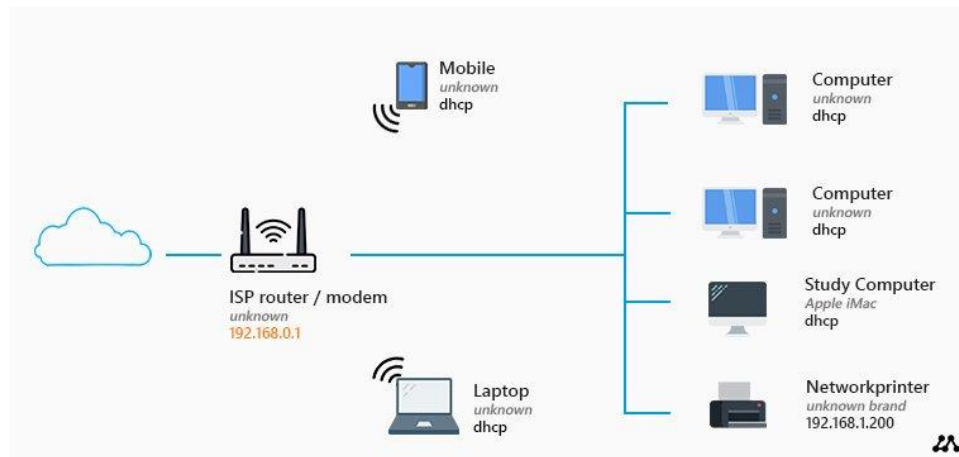 Mobile
unknown
dhcp
Computer
unknown
dhcp
Computer
unknown
dhcp
ISP router / modem
unknown
192.168.0.1
Study Computer
Apple iMac
dhcp
Laptop
unknown
dhcp
Networkprinter
unknown brand
192.168.1.200